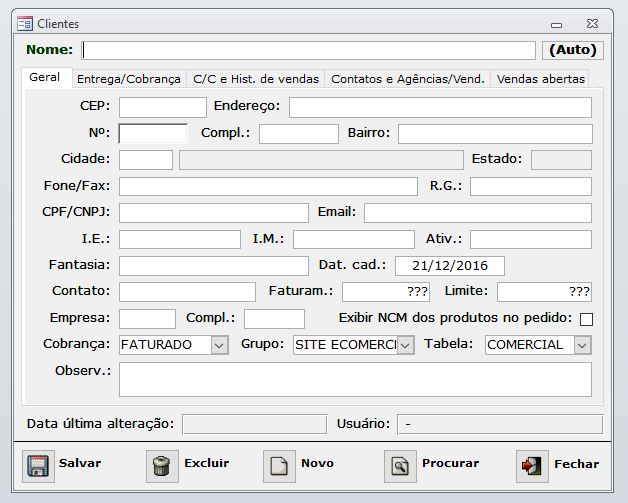 Clientes
Nome: (Auto)
Geral Entrega/Cobrança C/C e Hist. de vendas Contatos e Agências/Vend. Vendas abertas
CEP: Endereço:
Nº: Compl.: Bairro:
Cidade: Estado:
Fone/Fax: R.G.:
CPF/CNPJ: Email:
I.E.: I.M.: Ativ.:
Fantasia: Dat. cad.: 21/12/2016
Contato: Faturam.: ??? Limite: ???
Empresa: Compl.: Exibir NCM dos produtos no pedido:
Cobrança: FATURADO Grupo: SITE ECOMERCI Tabela: COMERCIAL
Observ.:
Data última alteração: Usuário: -
Salvar Excluir Novo Procurar Fechar